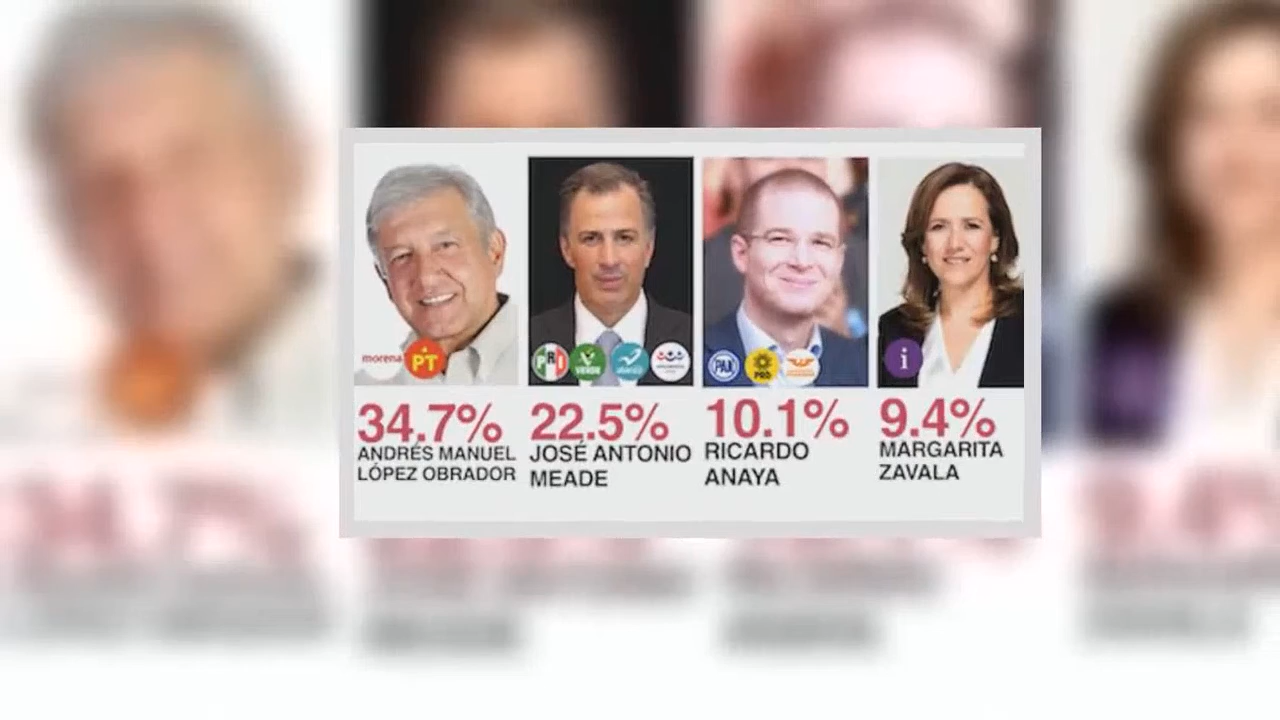 morena
PT
PRI
VERDE
alianza
PAN
PRD
i
34.7%
22.5%
10.1%
9.4%
ANDRÉS MANUEL
LÓPEZ OBRADOR
JOSÉ ANTONIO
MEADE
RICARDO
ANAYA
MARGARITA
ZAVALA